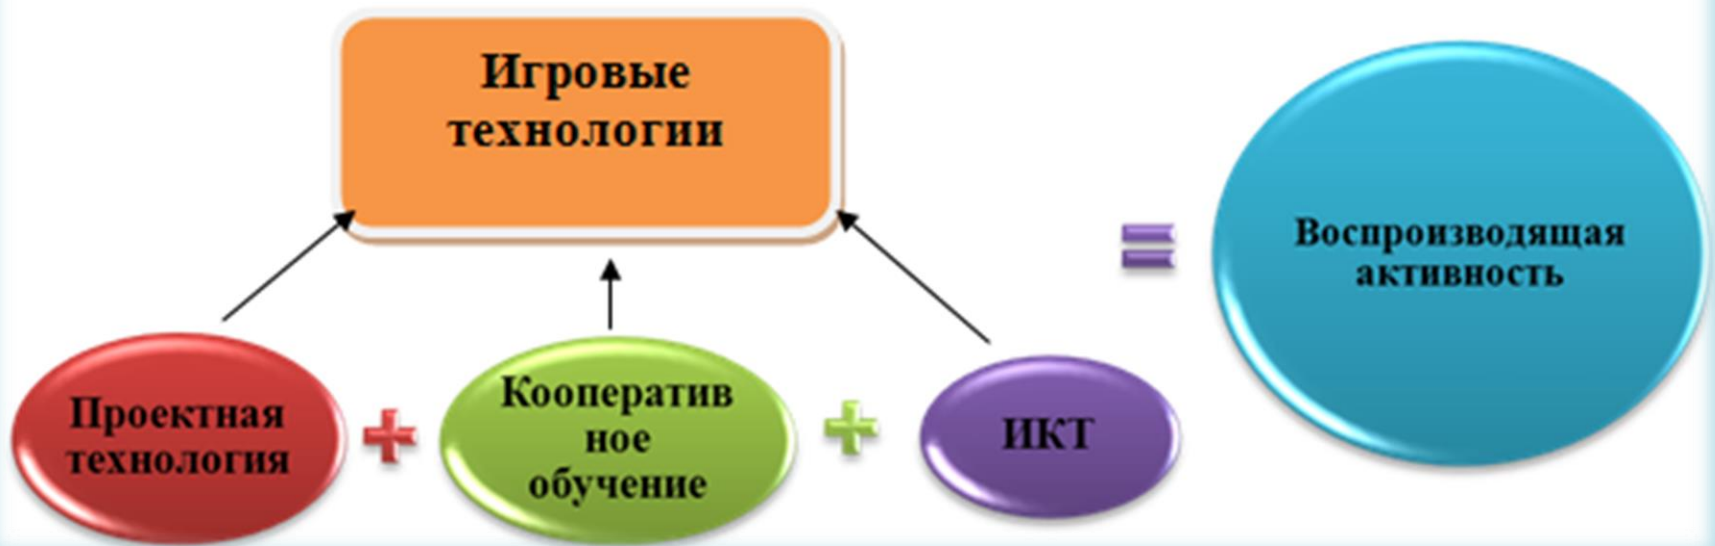 Игровые
технологии
Воспроизводящая
активность
Проектная
технология
+
Кооператив
ное
обучение
+
ИКТ
=